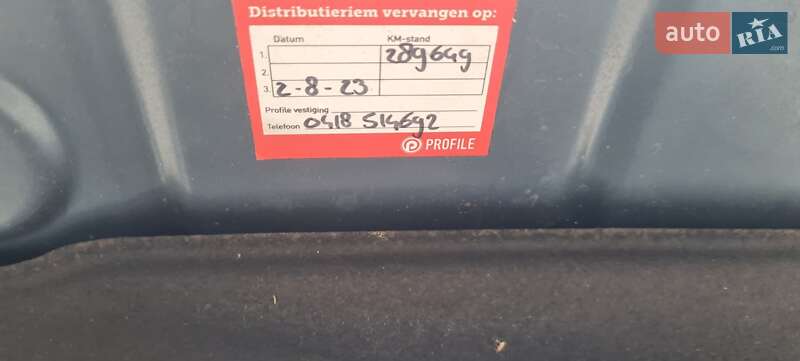 Distributieriem vervangen op:
Datum KM-stand
1. 289649
2.
3. 2-8-23
Profile vestiging
Telefoon 0418 514692
PROFILE
auto RIA.com